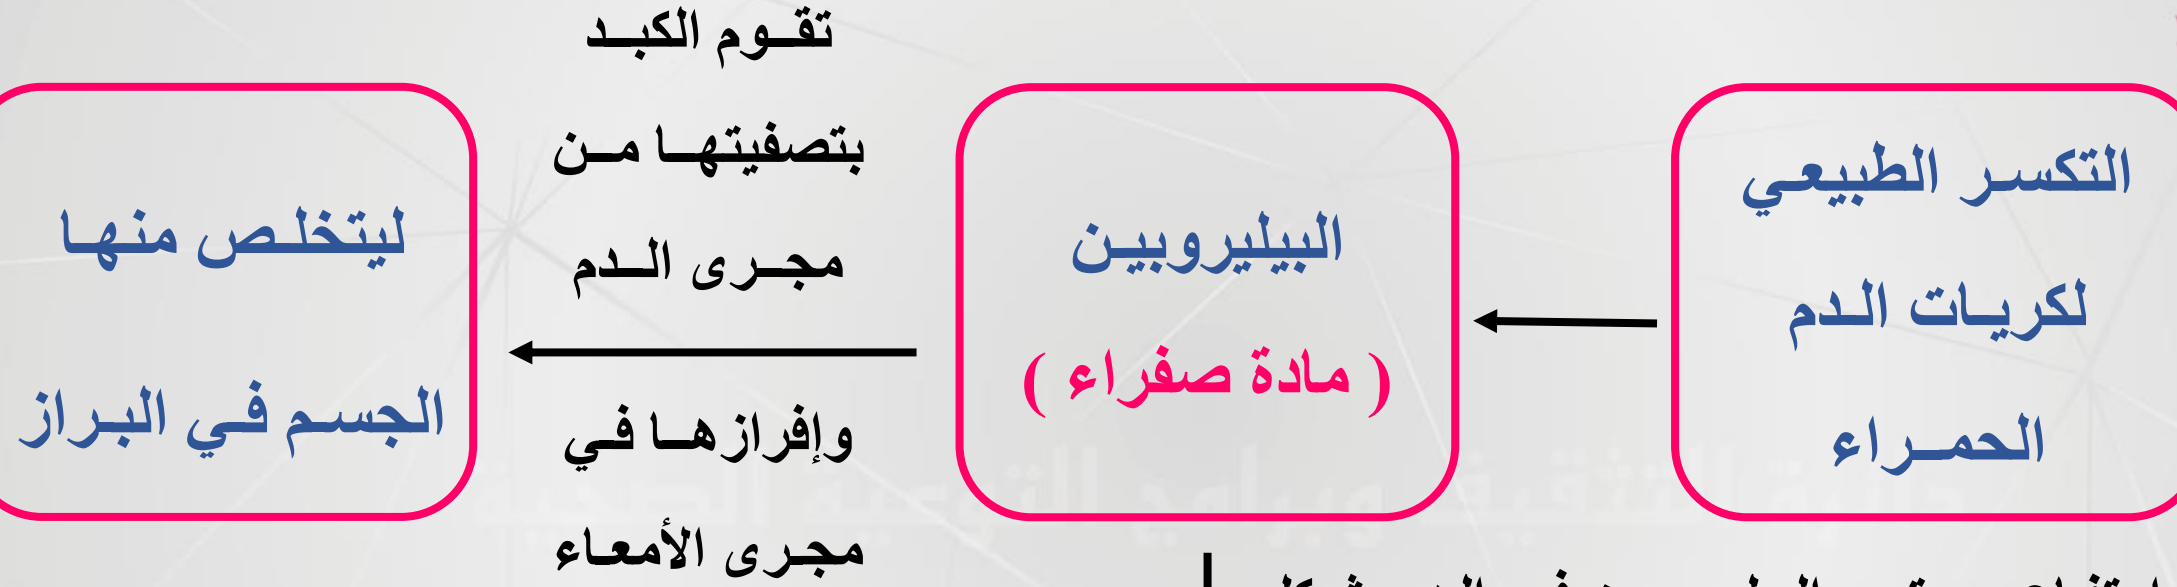 التكسر الطبيعي
لكريات الدم
الحمراء
البيليروبين
( مادة صفراء )
تقوم الكبد
بتصفيتها من
مجرى الدم
وإفرازها في
مجرى الأمعاء
ليتخلص منها
الجسم في البراز